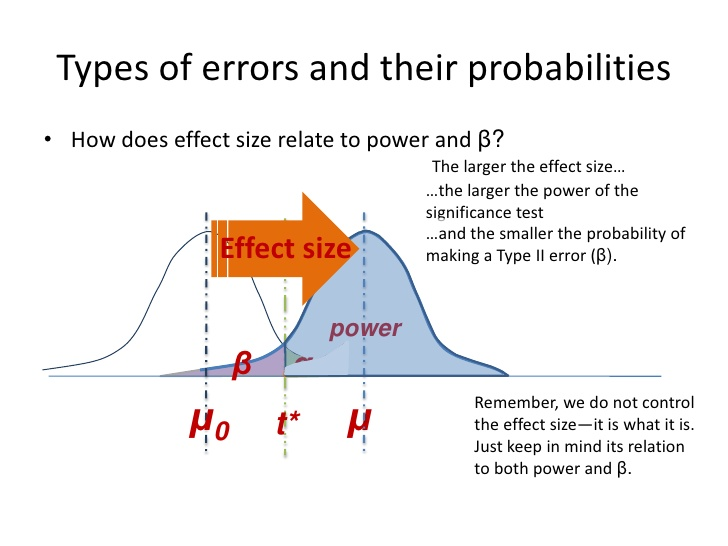 Types of errors and their probabilities
• How does effect size relate to power and β?
The larger the effect size…
…the larger the power of the
significance test
…and the smaller the probability of
making a Type II error (β).
Effect size
power
β
α
μ0 t* μ
Remember, we do not control
the effect size—it is what it is.
Just keep in mind its relation
to both power and β.